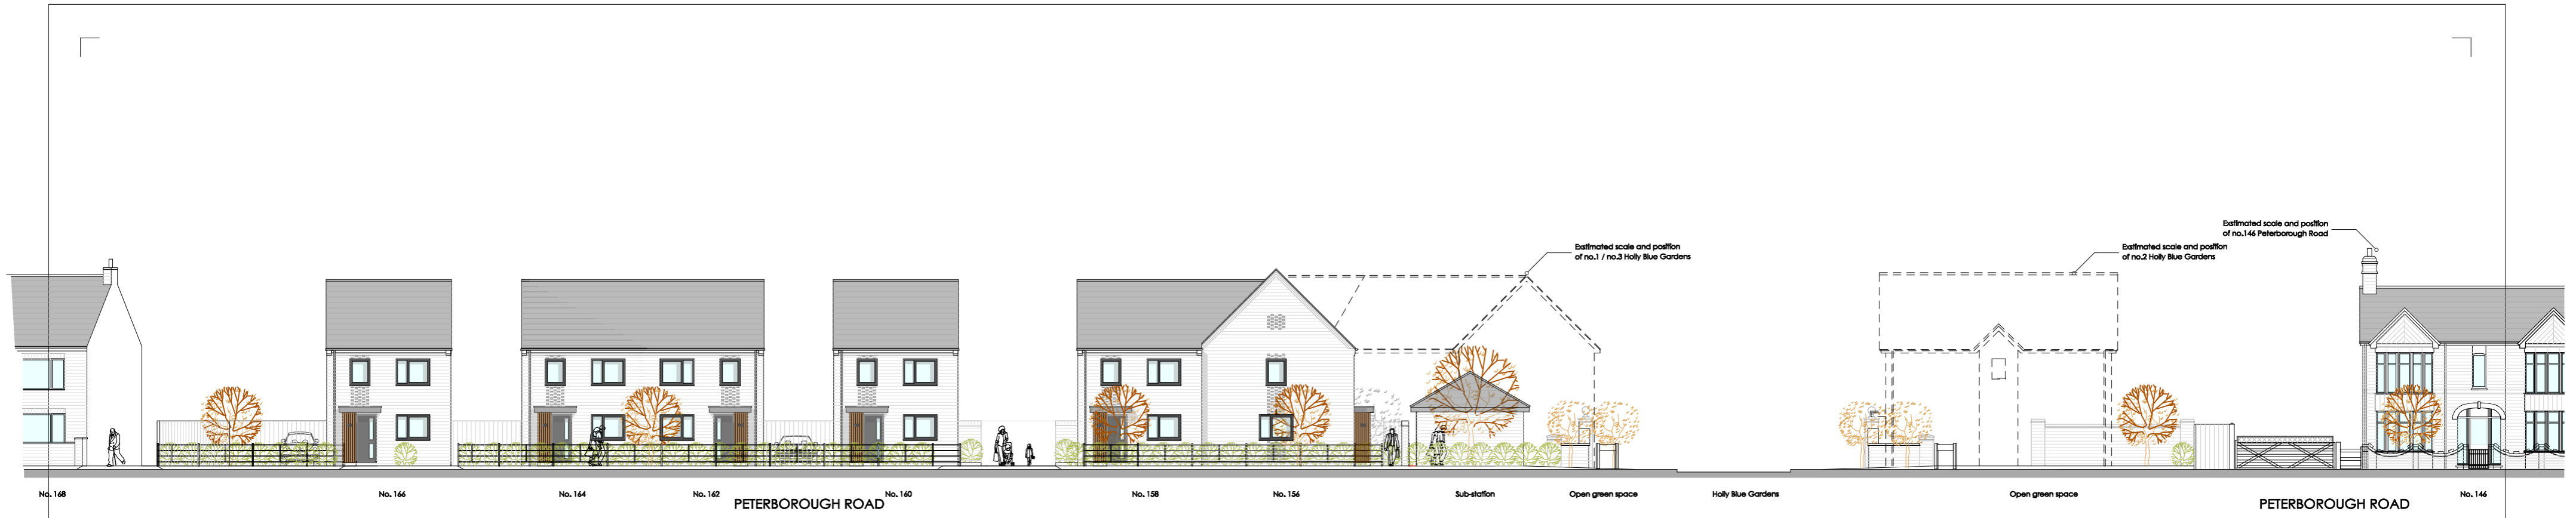 Exstimated scale and position
of no.146 Peterborough Road
Exstimated scale and position
of no.1 / no.3 Holly Blue Gardens
Exstimated scale and position
of no.2 Holly Blue Gardens
No. 168
No. 166
No. 164
No. 162
No. 160
No. 158
No. 156
Sub-station
Open green space
Holly Blue Gardens
Open green space
No. 146
PETERBOROUGH ROAD
PETERBOROUGH ROAD